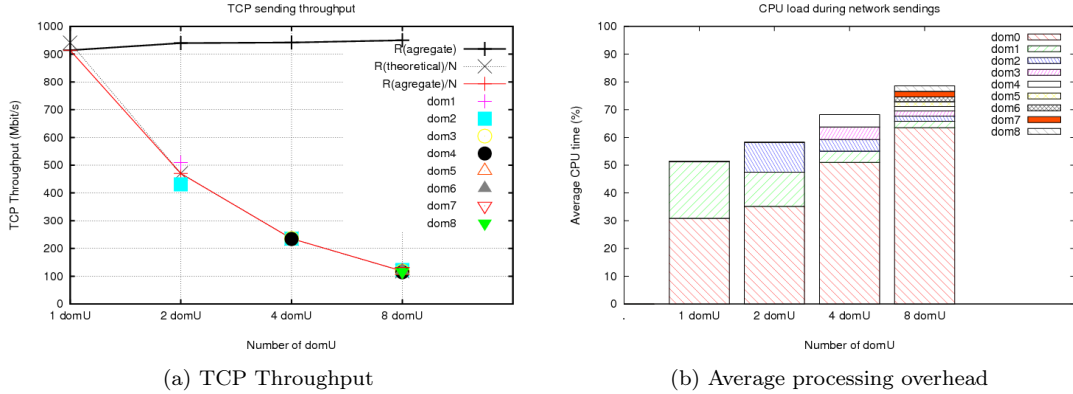 TCP sending throughput
1000
900
800
700
600
500
400
300
200
100
0
TCP Throughput (Mbit/s)
1 domU
2 domU
4 domU
8 domU
Number of domU
R(agregate)
R(theoretical)/N
R(agregate)/N
dom1
dom2
dom3
dom4
dom5
dom6
dom7
dom8
(a) TCP Throughput
CPU load during network sendings
100
90
80
70
60
50
40
30
20
10
0
Average CPU time (%)
.
1 domU
2 domU
4 domU
8 domU
Number of domU
dom0
dom1
dom2
dom3
dom4
dom5
dom6
dom7
dom8
(b) Average processing overhead